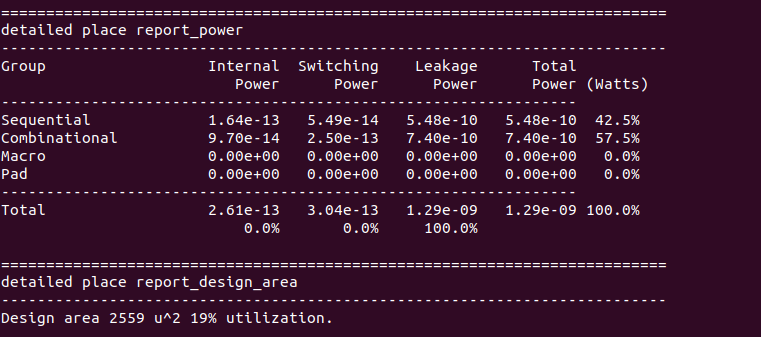 ==========================================================================
detailed place report_power
--------------------------------------------------------------------------
Group                  Internal  Switching    Leakage      Total
                          Power      Power      Power      Power (Watts)
----------------------------------------------------------------
Sequential             1.64e-13   5.49e-14   5.48e-10   5.48e-10  42.5%
Combinational          9.70e-14   2.50e-13   7.40e-10   7.40e-10  57.5%
Macro                  0.00e+00   0.00e+00   0.00e+00   0.00e+00   0.0%
Pad                    0.00e+00   0.00e+00   0.00e+00   0.00e+00   0.0%
----------------------------------------------------------------
Total                  2.61e-13   3.04e-13   1.29e-09   1.29e-09 100.0%
                           0.0%       0.0%     100.0%
==========================================================================
detailed place report_design_area
--------------------------------------------------------------------------
Design area 2559 u^2 19% utilization.